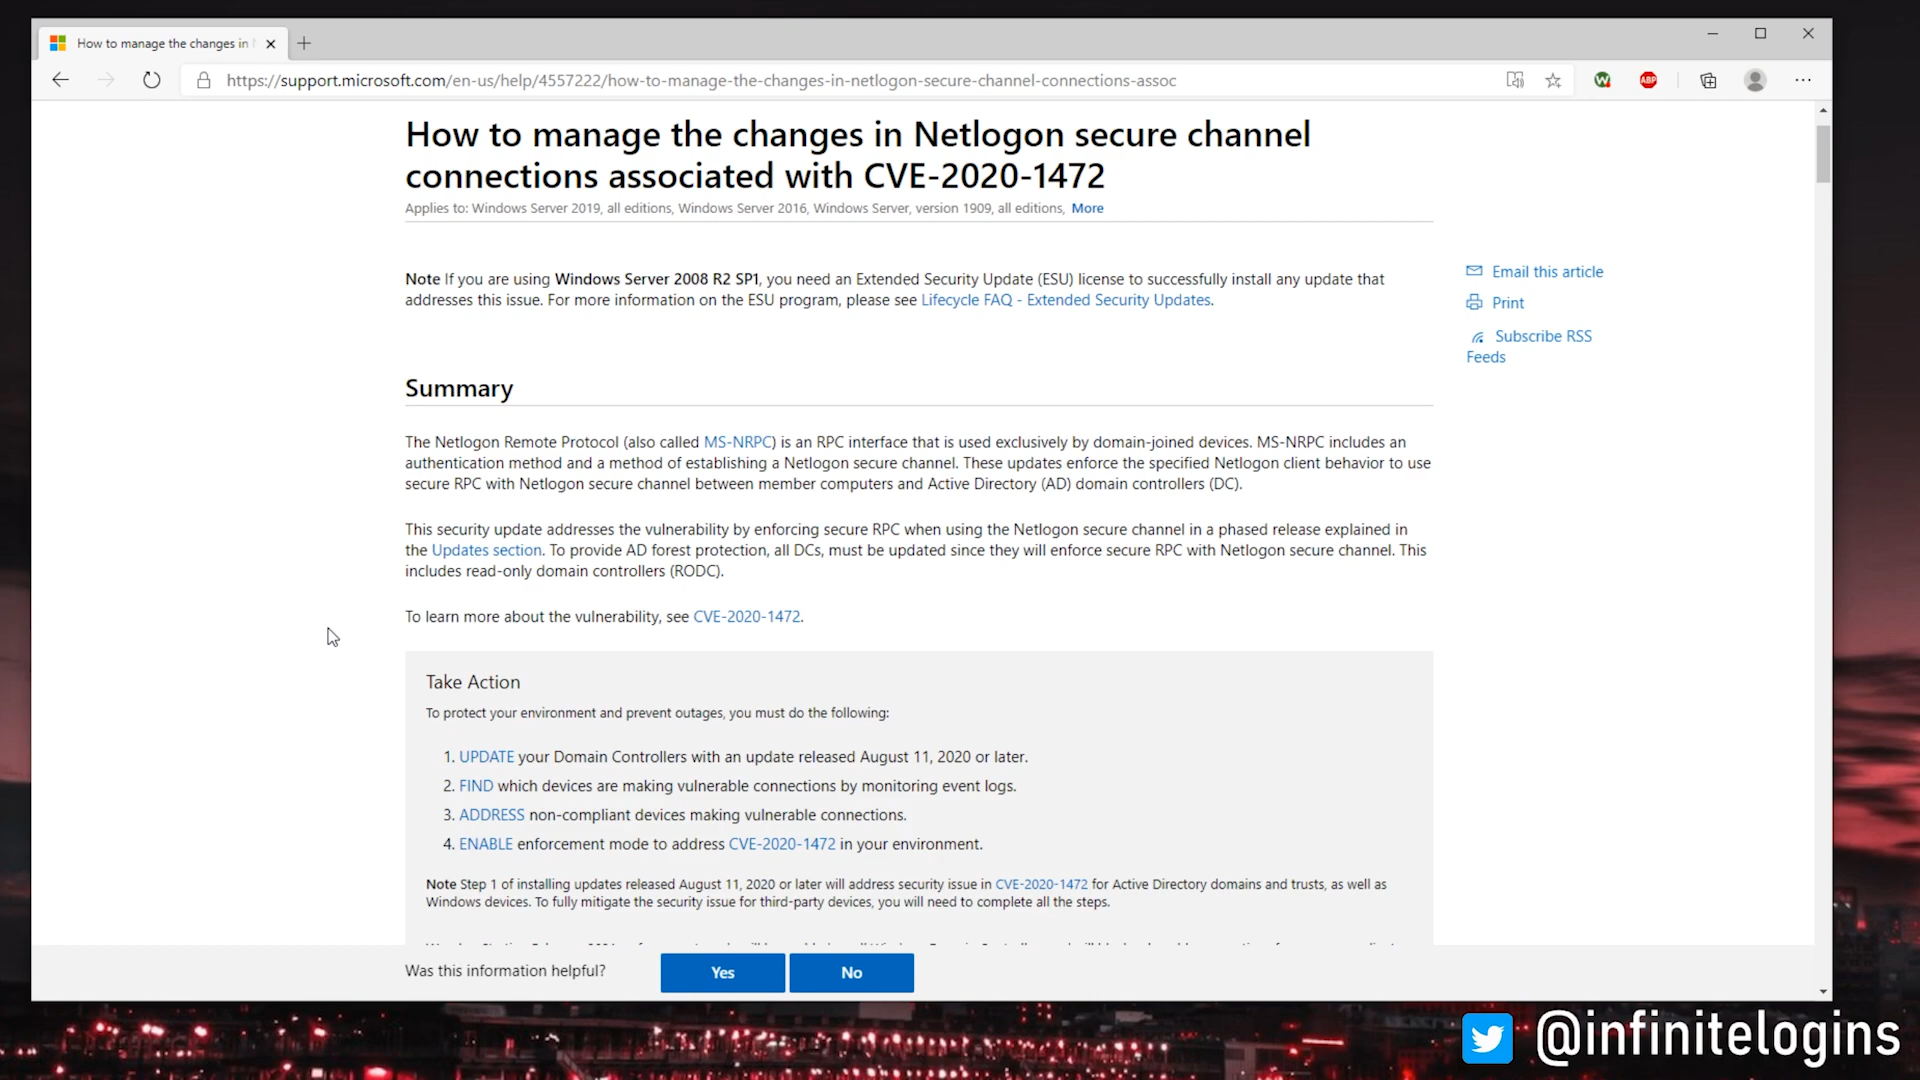 How to manage the changes in
https://support.microsoft.com/en-us/help/4557222/how-to-manage-the-changes-in-netlogon-secure-channel-connections-assoc
ABP
How to manage the changes in Netlogon secure channel
connections associated with CVE-2020-1472
Applies to: Windows Server 2019, all editions, Windows Server 2016, Windows Server, version 1909, all editions, More
Note If you are using Windows Server 2008 R2 SP1, you need an Extended Security Update (ESU) license to successfully install any update that
addresses this issue. For more information on the ESU program, please see Lifecycle FAQ - Extended Security Updates.
Email this article
Print
Subscribe RSS
Feeds
Summary
The Netlogon Remote Protocol (also called MS-NRPC) is an RPC interface that is used exclusively by domain-joined devices. MS-NRPC includes an
authentication method and a method of establishing a Netlogon secure channel. These updates enforce the specified Netlogon client behavior to use
secure RPC with Netlogon secure channel between member computers and Active Directory (AD) domain controllers (DC).
This security update addresses the vulnerability by enforcing secure RPC when using the Netlogon secure channel in a phased release explained in
the Updates section. To provide AD forest protection, all DCs, must be updated since they will enforce secure RPC with Netlogon secure channel. This
includes read-only domain controllers (RODC).
To learn more about the vulnerability, see CVE-2020-1472.
Take Action
To protect your environment and prevent outages, you must do the following:
1. UPDATE your Domain Controllers with an update released August 11, 2020 or later.
2. FIND which devices are making vulnerable connections by monitoring event logs.
3. ADDRESS non-compliant devices making vulnerable connections.
4. ENABLE enforcement mode to address CVE-2020-1472 in your environment.
Note Step 1 of installing updates released August 11, 2020 or later will address security issue in CVE-2020-1472 for Active Directory domains and trusts, as well as
Windows devices. To fully mitigate the security issue for third-party devices, you will need to complete all the steps.
Was this information helpful?
Yes
No
@infinitelogins